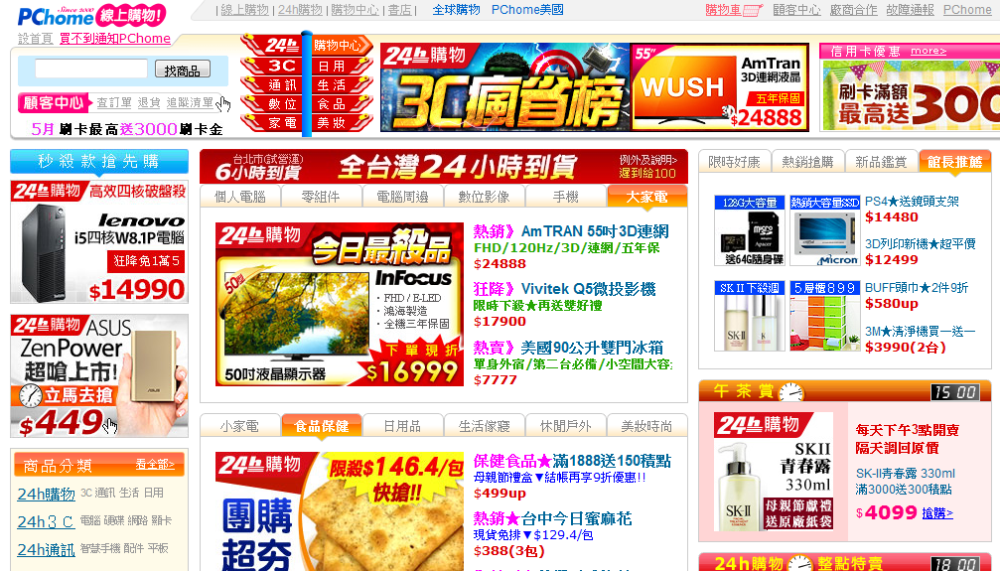 Since 2000
PChome 線上購物!
| 線上購物 | 24h購物 | 購物中心 | 書店 | 全球購物 PChome美國
購物車 | 顧客中心 廠商合作 故障通報 PChome
設首頁 買不到通知PChome
找商品
顧客中心 查訂單 退貨 追蹤清單
5月 刷卡最高送3000刷卡金
24h 購物中心
3C 日用
通訊 生活
數位 食品
家電 美妝
24h購物
3C瘋省榜
55"
WUSH
AmTran
3D連網液晶
五年保固
$24888
信用卡優惠 more>
刷卡滿額
最高送300
秒殺款搶先購
24h購物 高效四核破盤殺
lenovo
i5四核W8.1P電腦
狂降免1萬5
$14990
24h購物 ASUS
ZenPower
超嗆上市!
立馬去搶
$449
商品分類 看全部>
24h購物 3C 通訊 生活 日用
24h3C 電腦 硬碟 網路 顯卡
24h通訊 智慧手機 配件 平板
台北市(試營運)
6小時到貨
全台灣24小時到貨
例外及說明>
遲到給100
個人電腦 零組件 電腦周邊 數位影像 手機 大家電
24h購物
今日最殺品
50型
InFocus
· FHD / E-LED
· 鴻海製造
· 全機三年保固
下單現折
50吋液晶顯示器 $16999
熱銷》AmTRAN 55吋3D連網
FHD/120Hz/3D/連網/五年保
$24888
狂降》Vivitek Q5微投影機
限時下殺★再送雙好禮
$17900
熱賣》美國90公升雙門冰箱
單身外宿/第二台必備/小空間大容
$7777
小家電 食品保健 日用品 生活傢寢 休閒戶外 美妝時尚
24h購物
限殺$146.4/包
快搶!!
團購
超夯
保健食品★滿1888送150積點
母親節禮盒▼結帳再享9折優惠!!
$499up
熱銷★台中今日蜜麻花
現貨免排▼$129.4/包
$388(3包)
限時好康 熱銷搶購 新品鑑賞 館長推薦
128G大容量
microSD
Apacer
送64G隨身碟
熱銷大容量SSD
Micron
PS4★送鏡頭支架
$14480
3D列印新機★超平價
$12499
SKII下殺週
SK-II
5層櫃899
BUFF頭巾★2件9折
$580up
3M★清淨機買一送一
$3990(2台)
午茶賞 15 00
24h購物
SKII
青春露
330ml
SK-II
母親節獻禮
送原廠紙袋
每天下午3點開賣
隔天調回原價
SK-II青春露 330ml
滿3000送300積點
$4099 搶購>
24h購物 整點特賣 18 00